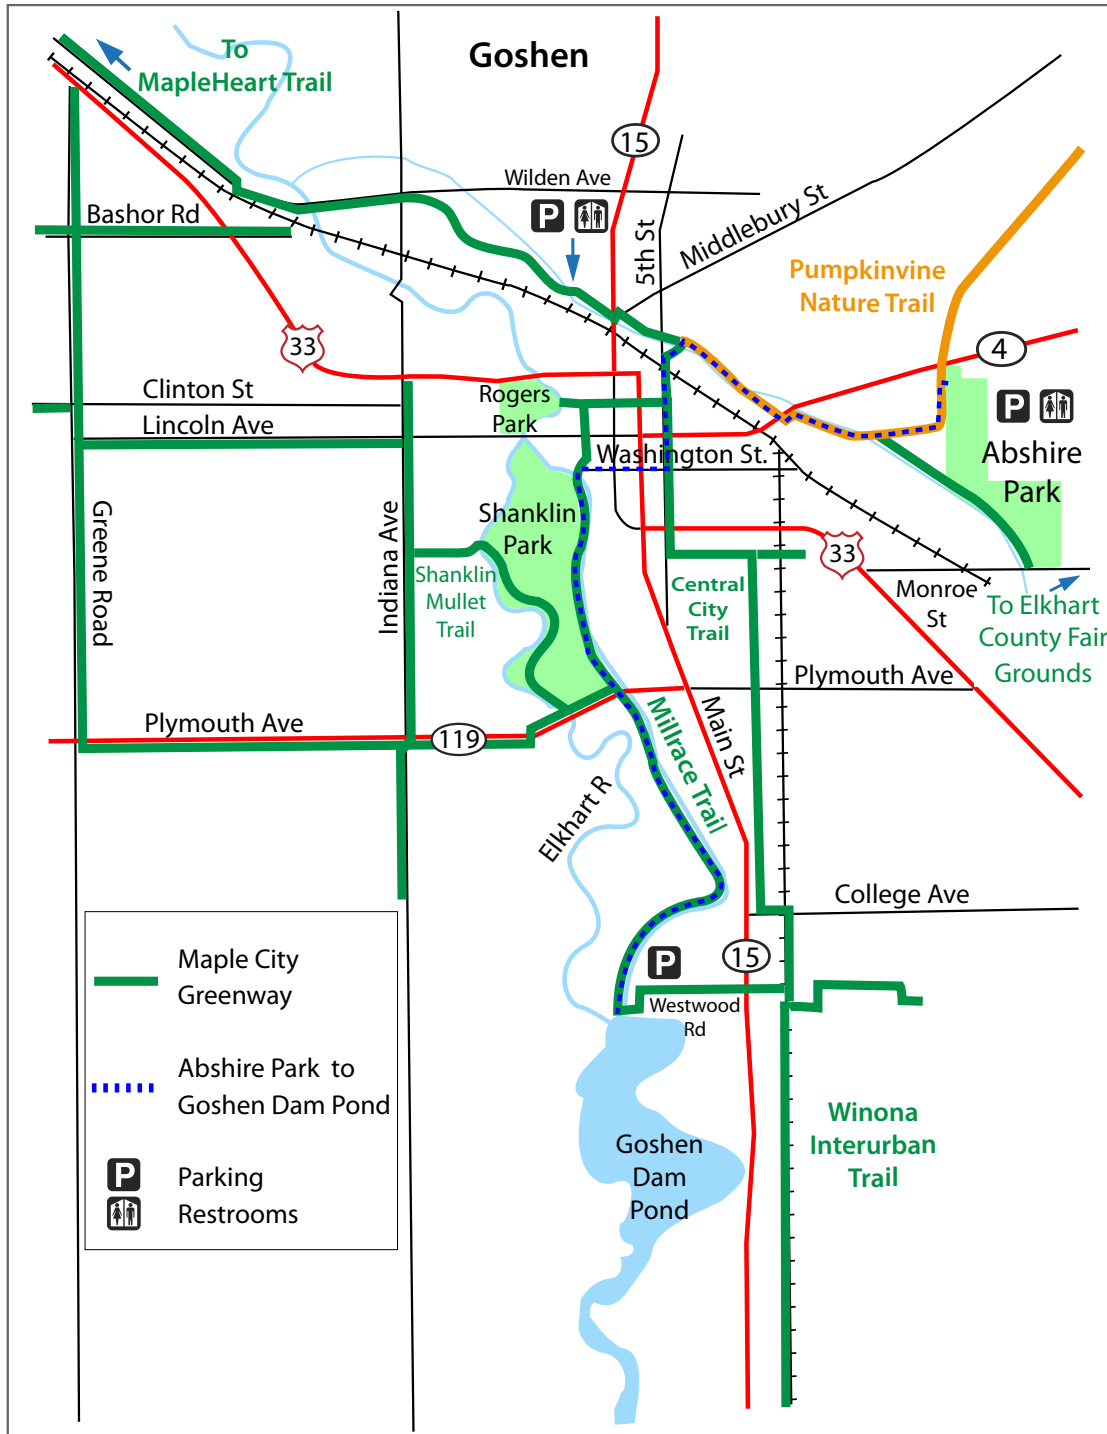 Goshen
To
MapleHeart Trail
15
Wilden Ave
P
Bashor Rd
5th St
Middlebury St
Pumpkinvine
Nature Trail
33
4
Clinton St
Rogers
Park
P
Lincoln Ave
Washington St.
Abshire
Park
Greene Road
Indiana Ave
Shanklin
Park
33
Shanklin
Mullet
Trail
Central
City
Trail
Monroe
St
To Elkhart
County Fair
Grounds
Plymouth Ave
Plymouth Ave
119
Main St
Millrace Trail
Elkhart R
College Ave
P
15
Westwood
Rd
Maple City
Greenway
Abshire Park to
Goshen Dam Pond
P
Parking
Restrooms
Goshen
Dam
Pond
Winona
Interurban
Trail